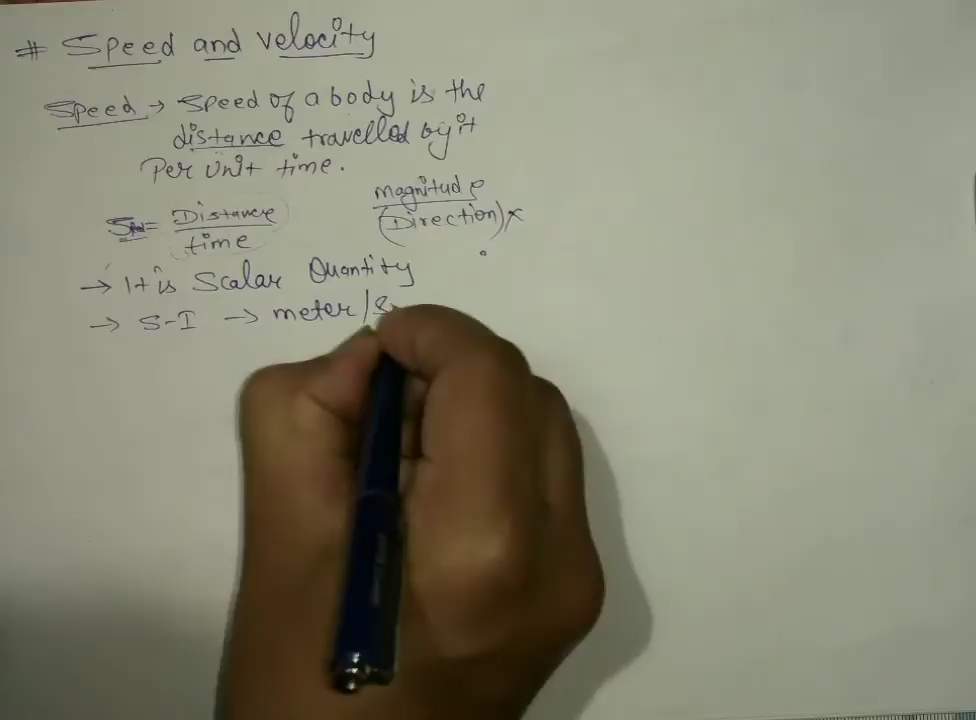 # Speed and velocity
Speed → Speed of a body is the
distance travelled by it
Per Unit time.
= Distance
time
magnitude
(Direction) x
→ It is Scalar Quantity
→ S-I → meter/S